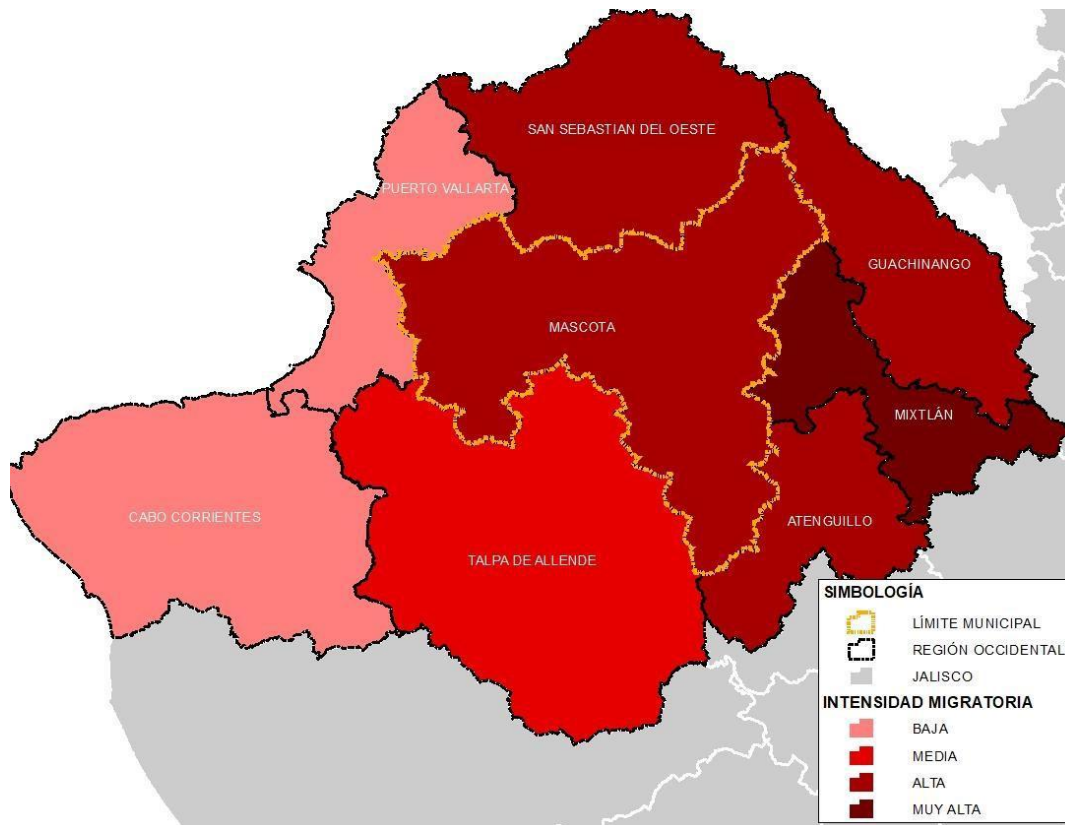 SAN SEBASTIAN DEL OESTE
PUERTO VALLARTA
GUACHINANGO
MASCOTA
MIXTLÁN
CABO CORRIENTES
ATENGUILLO
TALPA DE ALLENDE
SIMBOLOGÍA
LÍMITE MUNICIPAL
REGIÓN OCCIDENTAL
JALISCO
INTENSIDAD MIGRATORIA
BAJA
MEDIA
ALTA
MUY ALTA